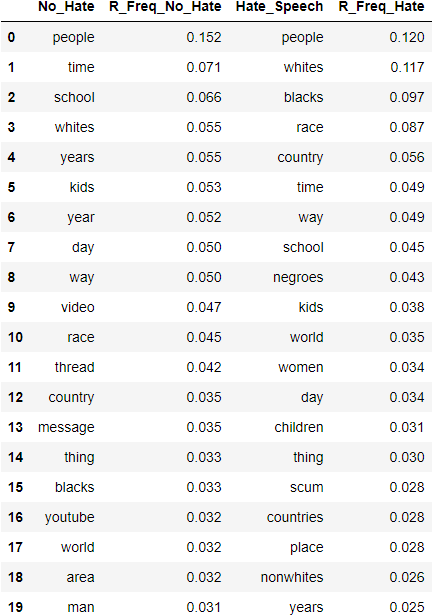 No_Hate R_Freq_No_Hate Hate_Speech R_Freq_Hate
0 people 0.152 people 0.120
1 time 0.071 whites 0.117
2 school 0.066 blacks 0.097
3 whites 0.055 race 0.087
4 years 0.055 country 0.056
5 kids 0.053 time 0.049
6 year 0.052 way 0.049
7 day 0.050 school 0.045
8 way 0.050 negroes 0.043
9 video 0.047 kids 0.038
10 race 0.045 world 0.035
11 thread 0.042 women 0.034
12 country 0.035 day 0.034
13 message 0.035 children 0.031
14 thing 0.033 thing 0.030
15 blacks 0.033 scum 0.028
16 youtube 0.032 countries 0.028
17 world 0.032 place 0.028
18 area 0.032 nonwhites 0.026
19 man 0.031 years 0.025